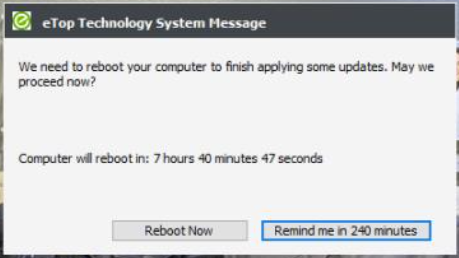 eTop Technology System Message
We need to reboot your computer to finish applying some updates. May we
proceed now?
Computer will reboot in: 7 hours 40 minutes 47 seconds
Reboot Now
Remind me in 240 minutes